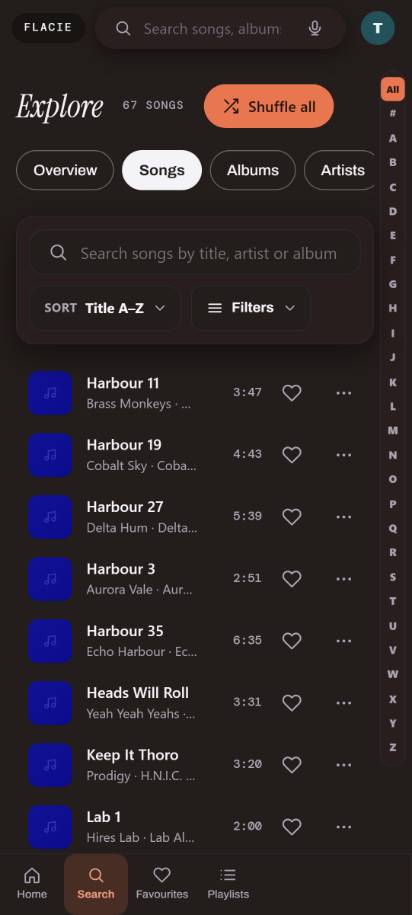 FLACIE
Search songs, album
T
Explore
67 SONGS
Shuffle all
Overview
Songs
Albums
Artists
Search songs by title, artist or album
SORT Title A–Z
Filters
Harbour 11
Brass Monkeys · ...
3:47
Harbour 19
Cobalt Sky · Coba...
4:43
Harbour 27
Delta Hum · Delta...
5:39
Harbour 3
Aurora Vale · Aur...
2:51
Harbour 35
Echo Harbour · Ec...
6:35
Heads Will Roll
Yeah Yeah Yeahs ·...
3:31
Keep It Thoro
Prodigy · H.N.I.C. ...
3:20
Lab 1
Hires Lab · Lab Al...
2:00
All
#
A
B
C
D
E
F
G
H
I
J
K
L
M
N
O
P
Q
R
S
T
U
V
W
X
Y
Z
Home
Search
Favourites
Playlists